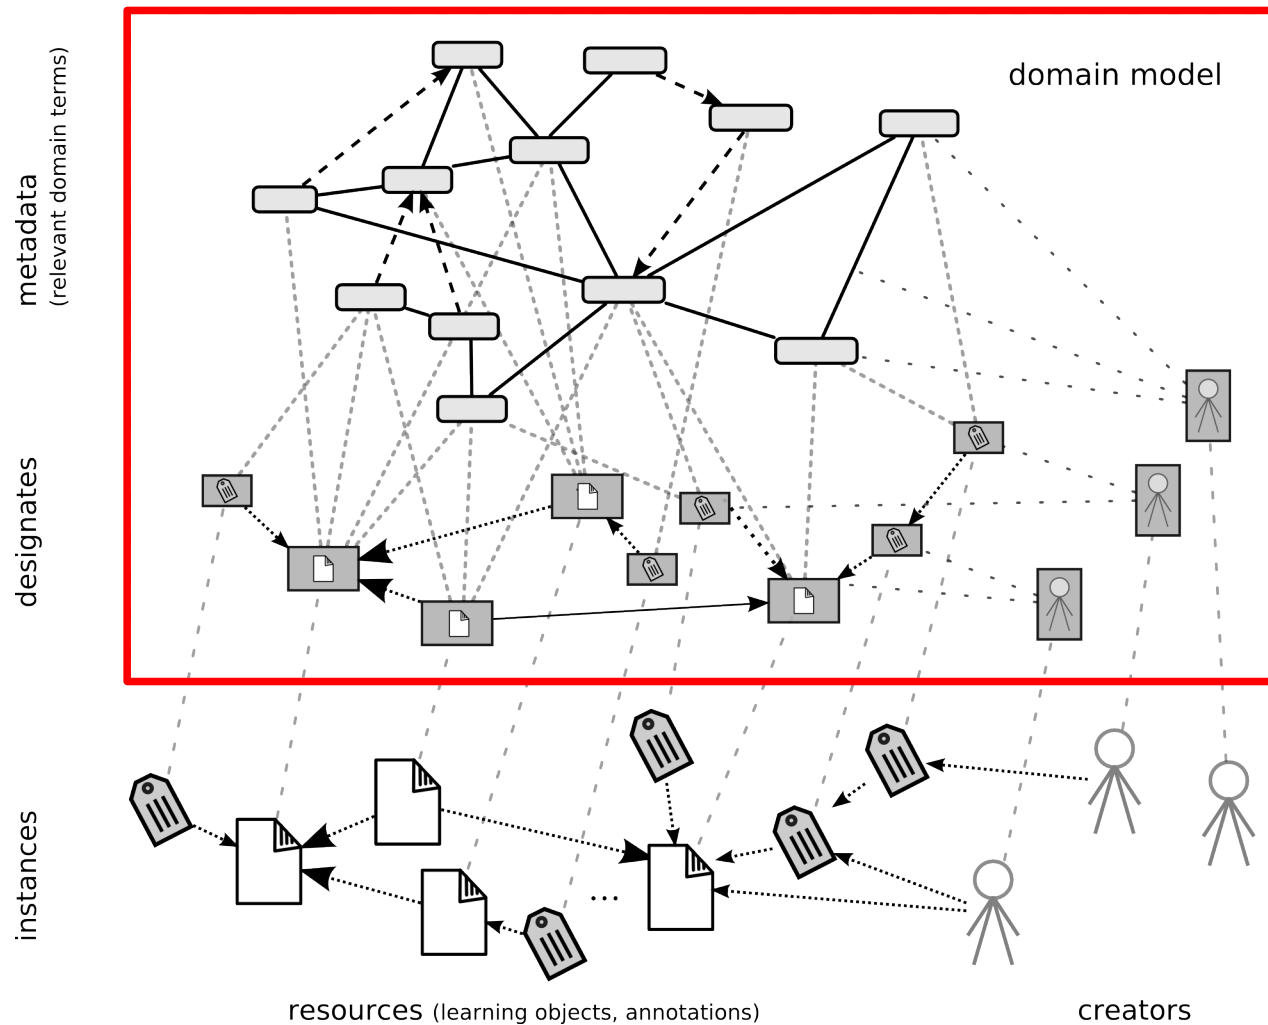 domain model
metadata
(relevant domain terms)
designates
instances
...
resources (learning objects, annotations)
creators